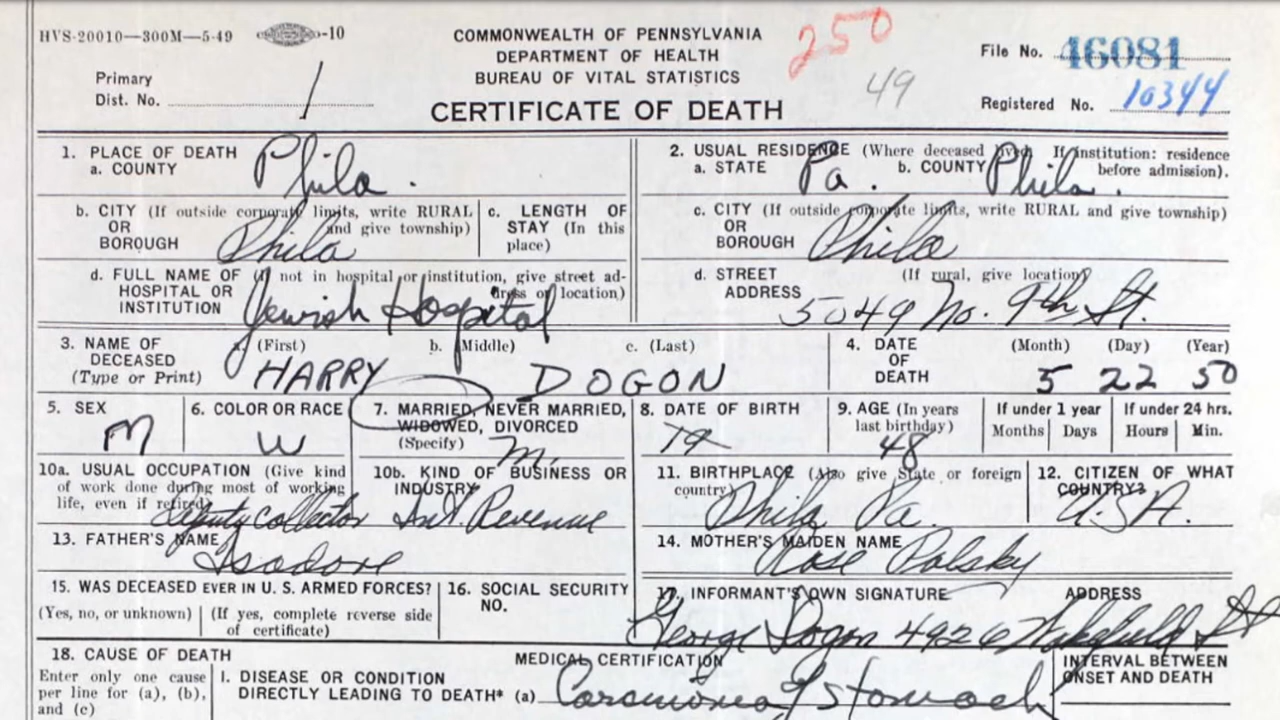 HVS-20010—300M—5-49 -10
COMMONWEALTH OF PENNSYLVANIA
DEPARTMENT OF HEALTH
BUREAU OF VITAL STATISTICS
CERTIFICATE OF DEATH
250
49
File No. 46081
Registered No. 10344
Primary
Dist. No. 1
1. PLACE OF DEATH
a. COUNTY Phila.
b. CITY (If outside corporate limits, write RURAL
OR and give township)
BOROUGH Phila
c. LENGTH OF
STAY (In this
place)
d. FULL NAME OF (If not in hospital or institution, give street ad-
HOSPITAL OR dress or location)
INSTITUTION Jewish Hospital
2. USUAL RESIDENCE (Where deceased lived. If institution: residence
before admission).
a. STATE Pa. b. COUNTY Phila.
c. CITY (If outside corporate limits, write RURAL and give township)
OR
BOROUGH Phila
d. STREET (If rural, give location)
ADDRESS 5049 No. 9th St.
3. NAME OF a. (First) b. (Middle) c. (Last)
DECEASED
(Type or Print) HARRY DOGON
4. DATE (Month) (Day) (Year)
OF
DEATH 5 22 50
5. SEX
M
6. COLOR OR RACE
W
7. MARRIED, NEVER MARRIED,
WIDOWED, DIVORCED
(Specify) M.
8. DATE OF BIRTH
9. AGE (In years
last birthday)
48
If under 1 year
Months Days
If under 24 hrs.
Hours Min.
10a. USUAL OCCUPATION (Give kind
of work done during most of working
life, even if retired)
Deputy Collector
10b. KIND OF BUSINESS OR
INDUSTRY
Int. Revenue
11. BIRTHPLACE (Also give State or foreign
country)
Phila Pa.
12. CITIZEN OF WHAT
COUNTRY?
U.S.A.
13. FATHER'S NAME
Isadore
14. MOTHER'S MAIDEN NAME
Rose Polsky
15. WAS DECEASED EVER IN U. S. ARMED FORCES?
(Yes, no, or unknown) (If yes, complete reverse side
of certificate)
16. SOCIAL SECURITY
NO.
17. INFORMANT'S OWN SIGNATURE ADDRESS
George Dogon 4926 Wakefield St
18. CAUSE OF DEATH
Enter only one cause
per line for (a), (b),
and (c)
MEDICAL CERTIFICATION
I. DISEASE OR CONDITION
DIRECTLY LEADING TO DEATH* (a) Carcinoma of Stomach
INTERVAL BETWEEN
ONSET AND DEATH